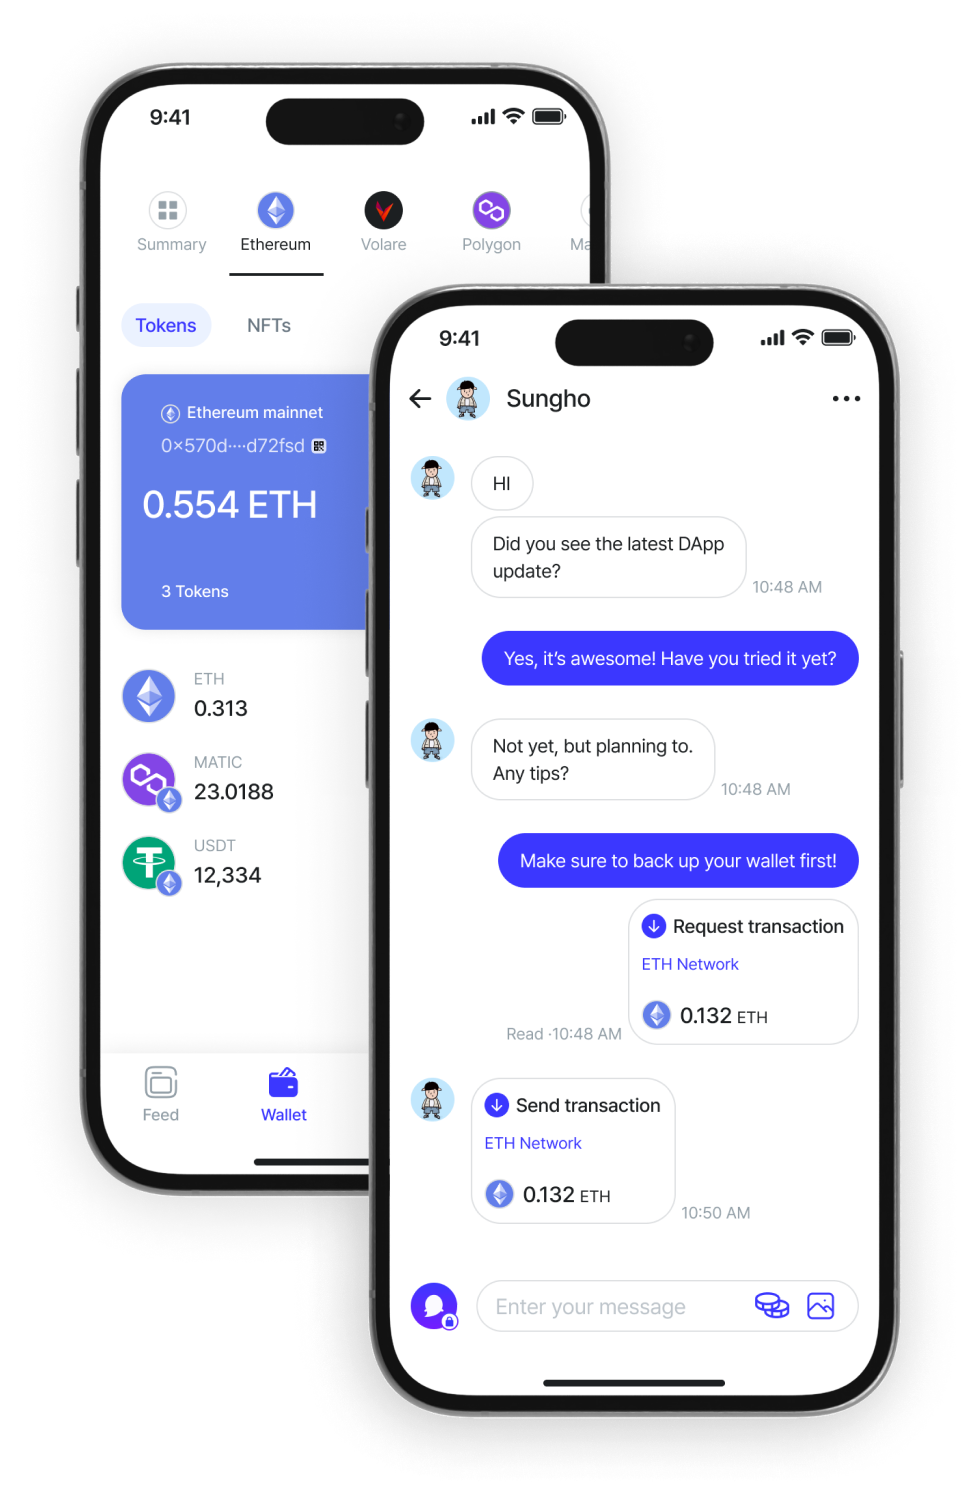 9:41
Summary
Ethereum
Volare
Polygon
Ma
Tokens
NFTs
Ethereum mainnet
0×570d····d72fsd
0.554 ETH
3 Tokens
ETH
0.313
MATIC
23.0188
USDT
12,334
Feed
Wallet
9:41
Sungho
HI
Did you see the latest DApp
update?
10:48 AM
Yes, it's awesome! Have you tried it yet?
Not yet, but planning to.
Any tips?
10:48 AM
Make sure to back up your wallet first!
Request transaction
ETH Network
0.132 ETH
Read ·10:48 AM
Send transaction
ETH Network
0.132 ETH
10:50 AM
Enter your message